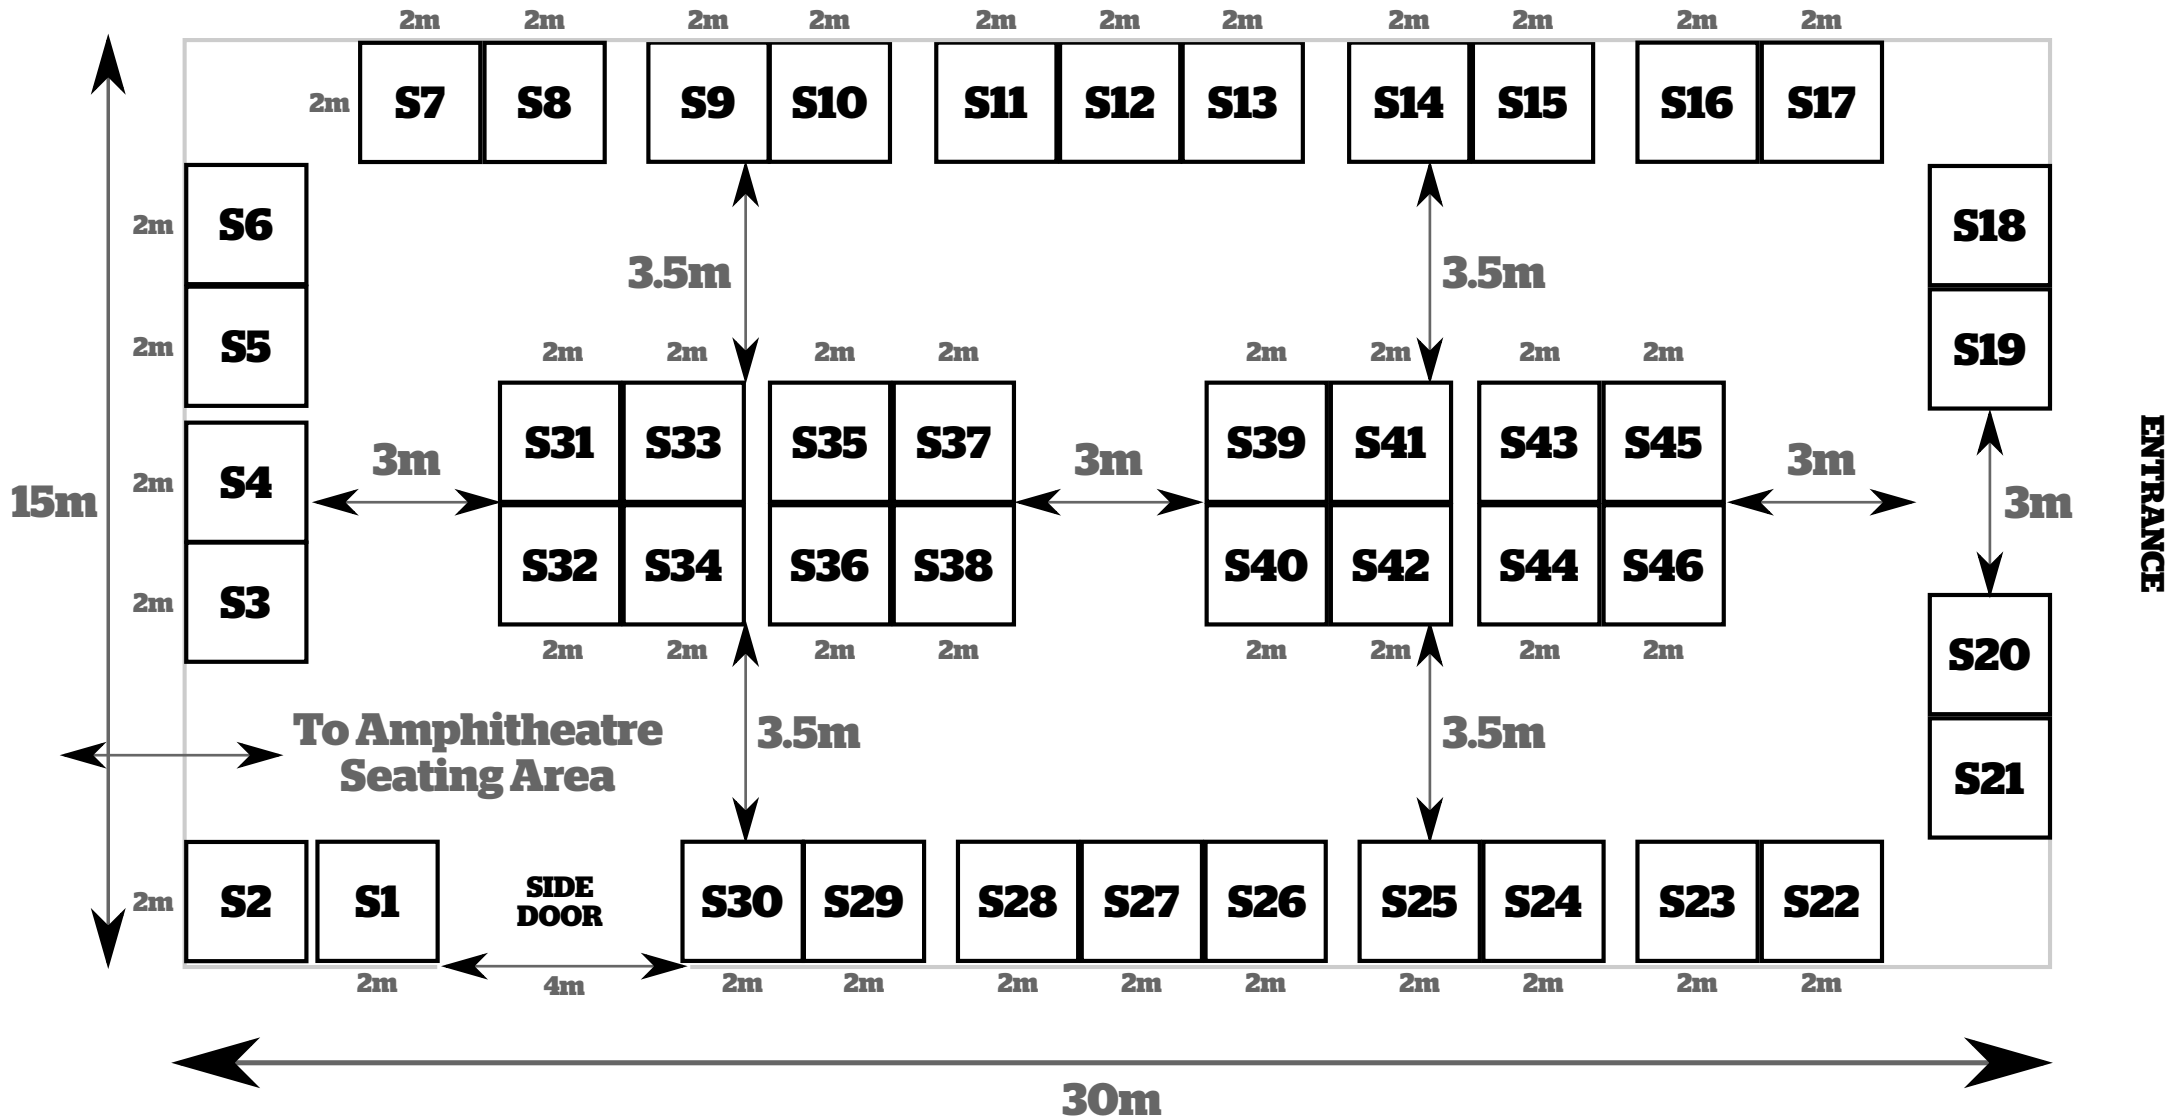 2m 2m 2m 2m 2m 2m 2m 2m 2m 2m 2m
2m S7 S8 S9 S10 S11 S12 S13 S14 S15 S16 S17
2m S6 S18
3.5m 3.5m
2m S5 S19
2m 2m 2m 2m 2m 2m 2m 2m
S31 S33 S35 S37 S39 S41 S43 S45
3m 3m 3m
2m S4
15m 3m
ENTRANCE
S32 S34 S36 S38 S40 S42 S44 S46
2m S3
2m 2m 2m 2m 2m 2m 2m 2m
S20
To Amphitheatre
Seating Area
3.5m 3.5m
S21
2m S2 S1
SIDE
DOOR
S30 S29 S28 S27 S26 S25 S24 S23 S22
2m 4m 2m 2m 2m 2m 2m 2m 2m 2m 2m
30m